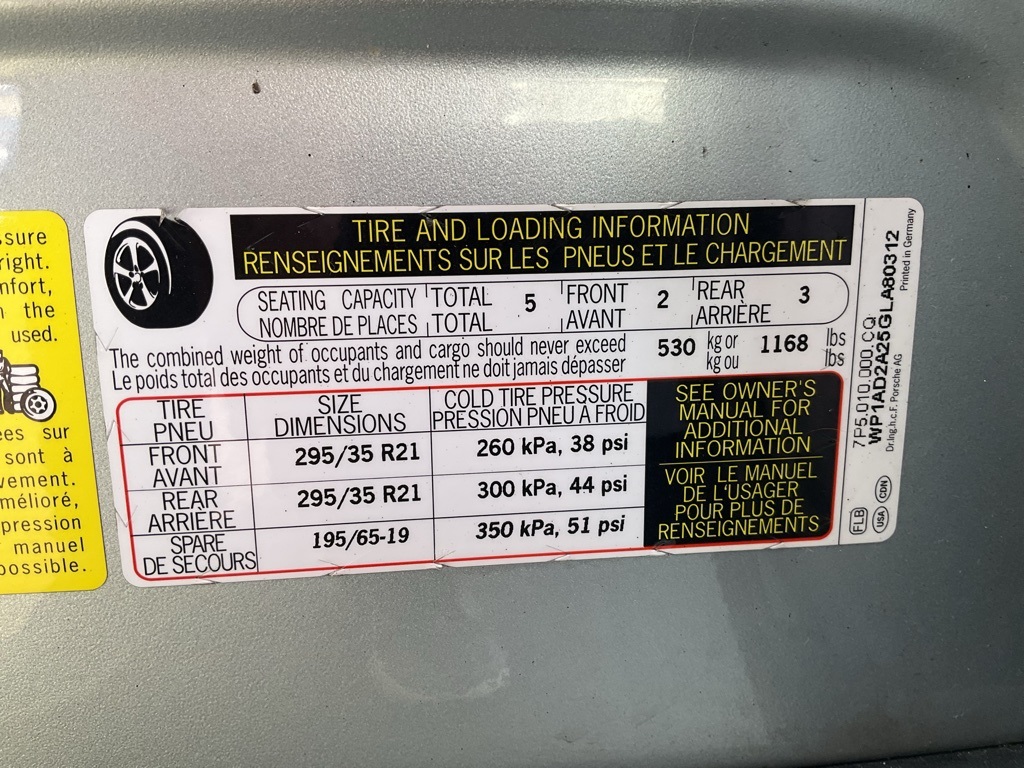 ssure
right.
nfort,
the
used.
ees sur
sont à
vement.
mélioré,
pression
manuel
possible.
TIRE AND LOADING INFORMATION
RENSEIGNEMENTS SUR LES PNEUS ET LE CHARGEMENT
SEATING CAPACITY TOTAL 5 FRONT 2 REAR 3
NOMBRE DE PLACES TOTAL AVANT ARRIÈRE
The combined weight of occupants and cargo should never exceed 530 kg or 1168 lbs
Le poids total des occupants et du chargement ne doit jamais dépasser kg ou lbs
TIRE SIZE COLD TIRE PRESSURE
PNEU DIMENSIONS PRESSION PNEU A FROID
FRONT 295/35 R21 260 kPa, 38 psi
AVANT
REAR 295/35 R21 300 kPa, 44 psi
ARRIÈRE
SPARE 195/65-19 350 kPa, 51 psi
DE SECOURS
SEE OWNER'S
MANUAL FOR
ADDITIONAL
INFORMATION
VOIR LE MANUEL
DE L'USAGER
POUR PLUS DE
RENSEIGNEMENTS
7P5.010.000.CQ
WP1AD2A25GLA80312
Dr.Ing.h.c.F. Porsche AG Printed in Germany
FLB
USA CDN